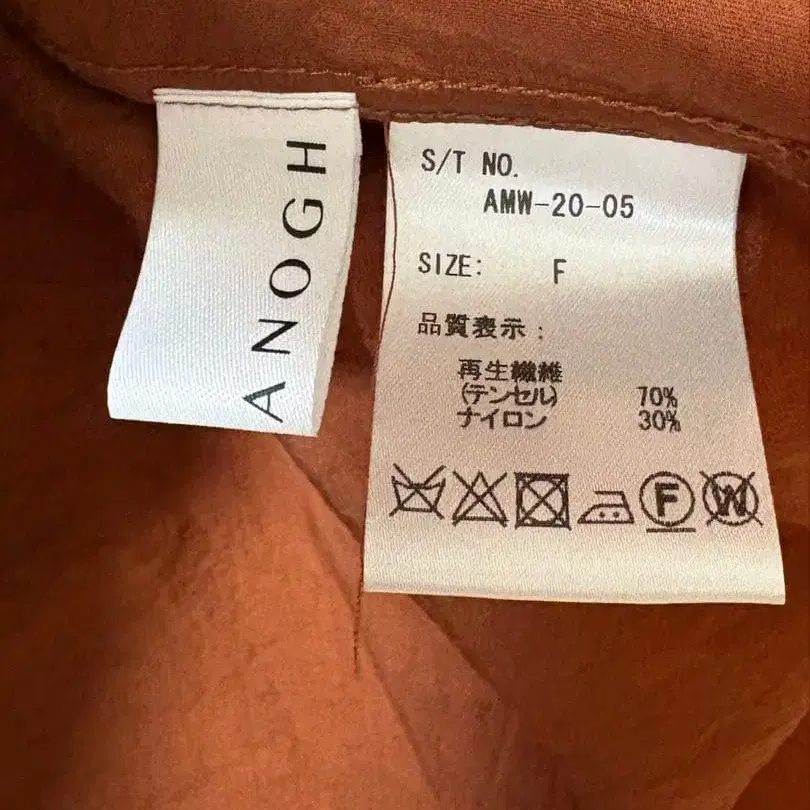 ANOGH
S/T NO.
AMW-20-05
SIZE: F
品質表示：
再生繊維
(テンセル) 70%
ナイロン 30%
F W